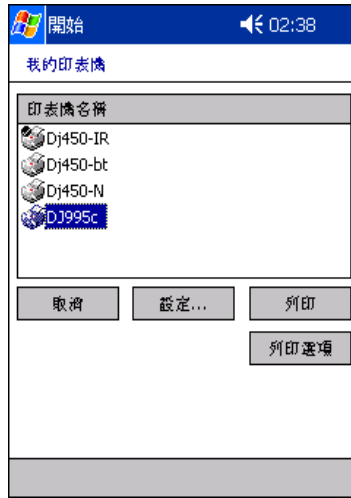 開始 02:38
我的印表機
印表機名稱
Dj450-IR
Dj450-bt
Dj450-N
DJ995c
取消 設定... 列印
列印選項